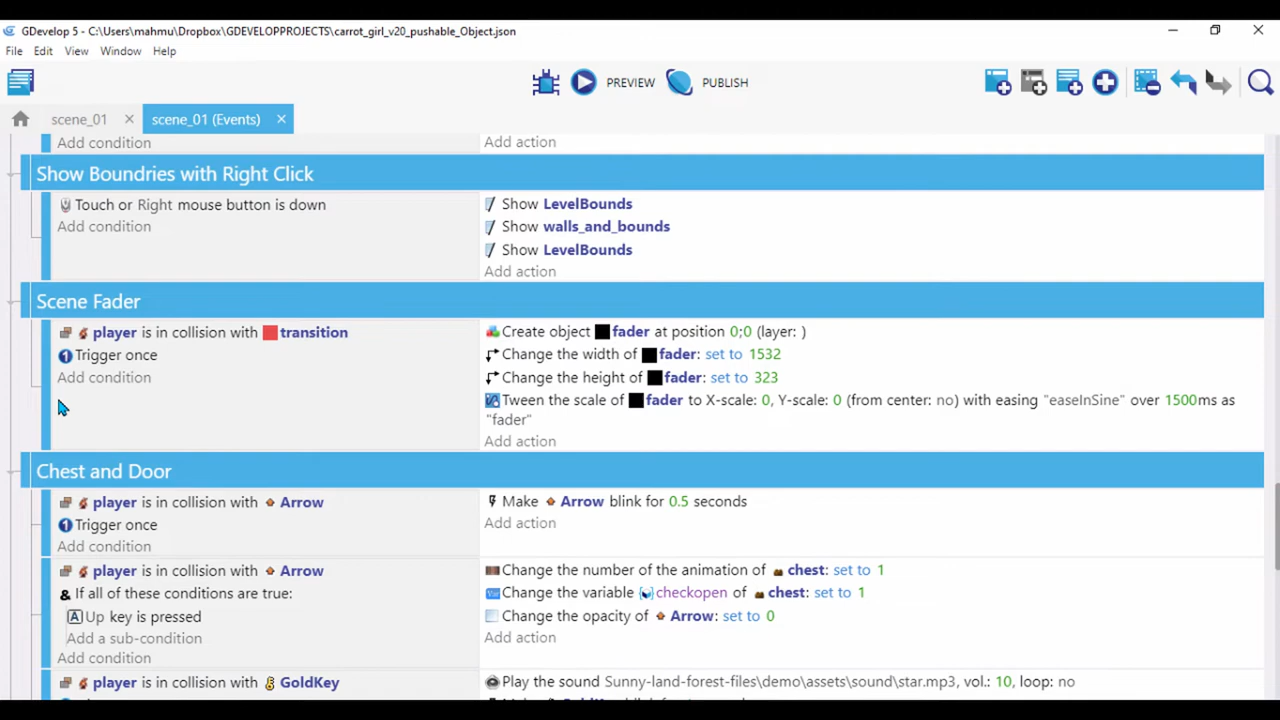 GDevelop 5 - C:\Users\mahmu\Dropbox\GDEVELOPPROJECTS\carrot_girl_v20_pushable_Object.json
File Edit View Window Help
PREVIEW PUBLISH
scene_01 × scene_01 (Events) ×
Add condition Add action
Show Boundries with Right Click
Touch or Right mouse button is down Show LevelBounds
Add condition Show walls_and_bounds
Show LevelBounds
Add action
Scene Fader
player is in collision with transition Create object fader at position 0;0 (layer: )
Trigger once Change the width of fader: set to 1532
Add condition Change the height of fader: set to 323
Tween the scale of fader to X-scale: 0, Y-scale: 0 (from center: no) with easing "easeInSine" over 1500ms as
"fader"
Add action
Chest and Door
player is in collision with Arrow Make Arrow blink for 0.5 seconds
Trigger once Add action
Add condition
player is in collision with Arrow Change the number of the animation of chest: set to 1
& If all of these conditions are true: Change the variable checkopen of chest: set to 1
Up key is pressed Change the opacity of Arrow: set to 0
Add a sub-condition Add action
Add condition
player is in collision with GoldKey Play the sound Sunny-land-forest-files\demo\assets\sound\star.mp3, vol.: 10, loop: no